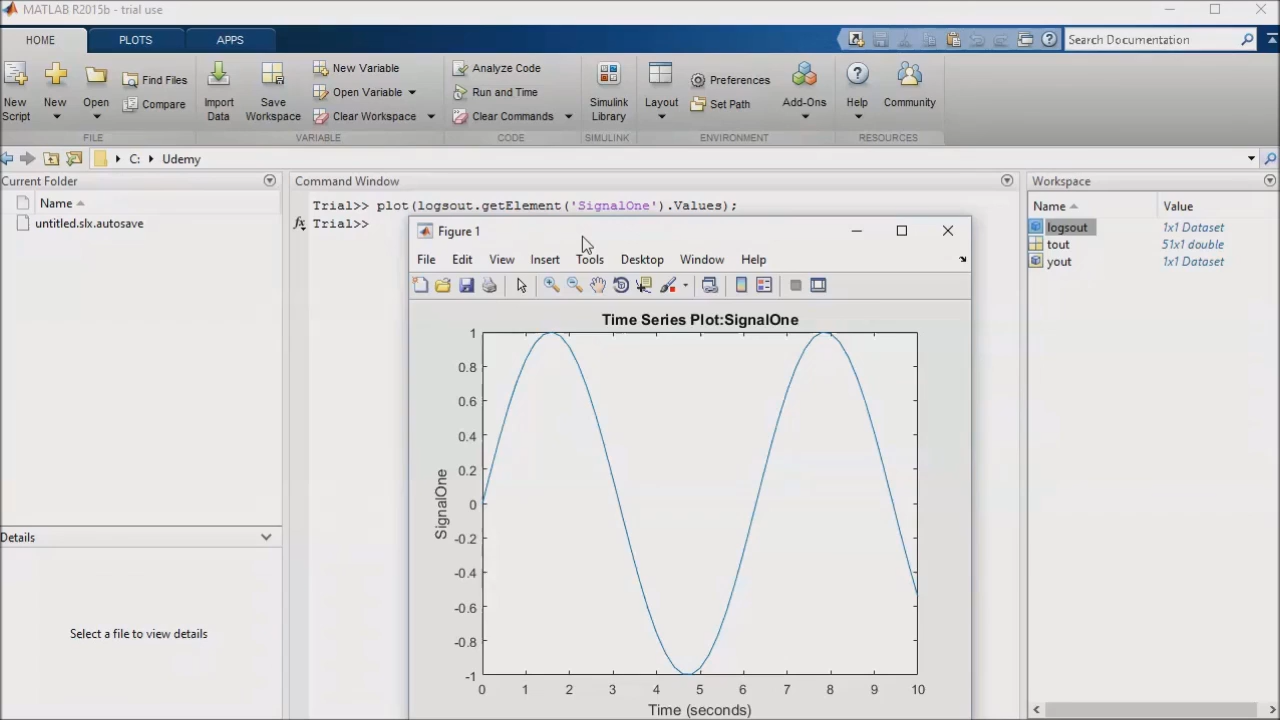 MATLAB R2015b - trial use
HOME PLOTS APPS
Search Documentation
New Script
New
Open
Find Files
Compare
FILE
Import Data
Save Workspace
New Variable
Open Variable
Clear Workspace
VARIABLE
Analyze Code
Run and Time
Clear Commands
CODE
Simulink Library
SIMULINK
Layout
Preferences
Set Path
Add-Ons
ENVIRONMENT
Help
Community
RESOURCES
C: Udemy
Current Folder
Name
untitled.slx.autosave
Details
Select a file to view details
Command Window
Trial>> plot(logsout.getElement('SignalOne').Values);
fx Trial>>
Figure 1
File Edit View Insert Tools Desktop Window Help
Time Series Plot:SignalOne
1
0.8
0.6
0.4
0.2
0
-0.2
-0.4
-0.6
-0.8
-1
SignalOne
0 1 2 3 4 5 6 7 8 9 10
Time (seconds)
Workspace
Name Value
logsout 1x1 Dataset
tout 51x1 double
yout 1x1 Dataset